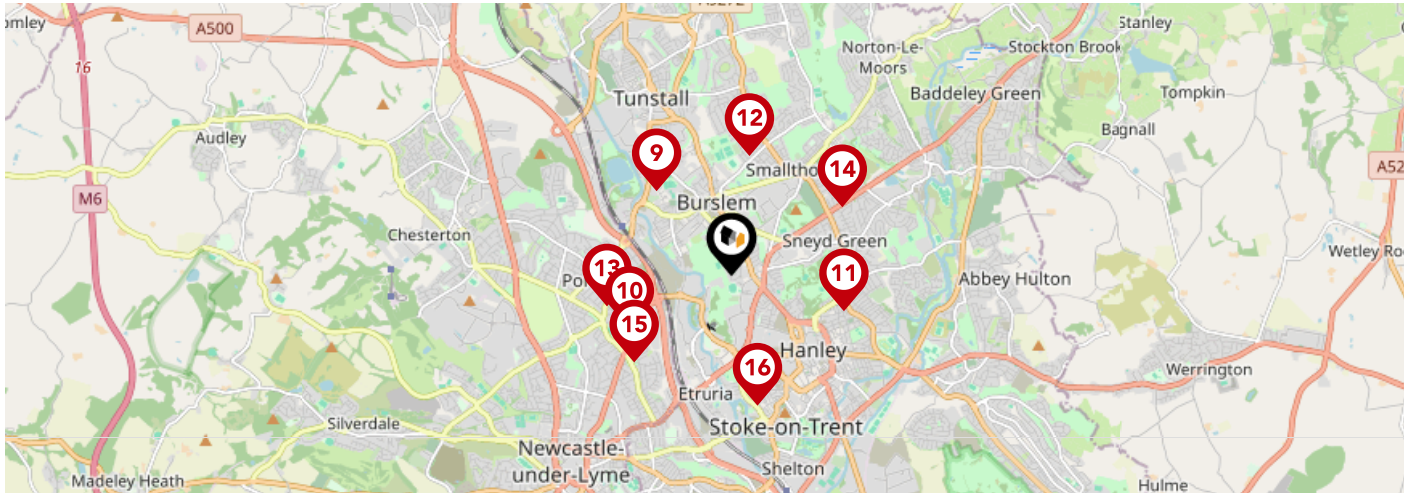 omley
A500
Stanley
Norton-Le-
Moors
Stockton Brook
16
Tunstall
Baddeley Green
Tompkin
12
Bagnall
Audley
9
Smalltho
14
A52
M6
Burslem
Chesterton
Sneyd Green
Wetley Ro
13
11
Abbey Hulton
10
15
Hanley
16
Werrington
Etruria
Silverdale
Stoke-on-Trent
Newcastle-
under-Lyme
Shelton
Madeley Heath
Hulme